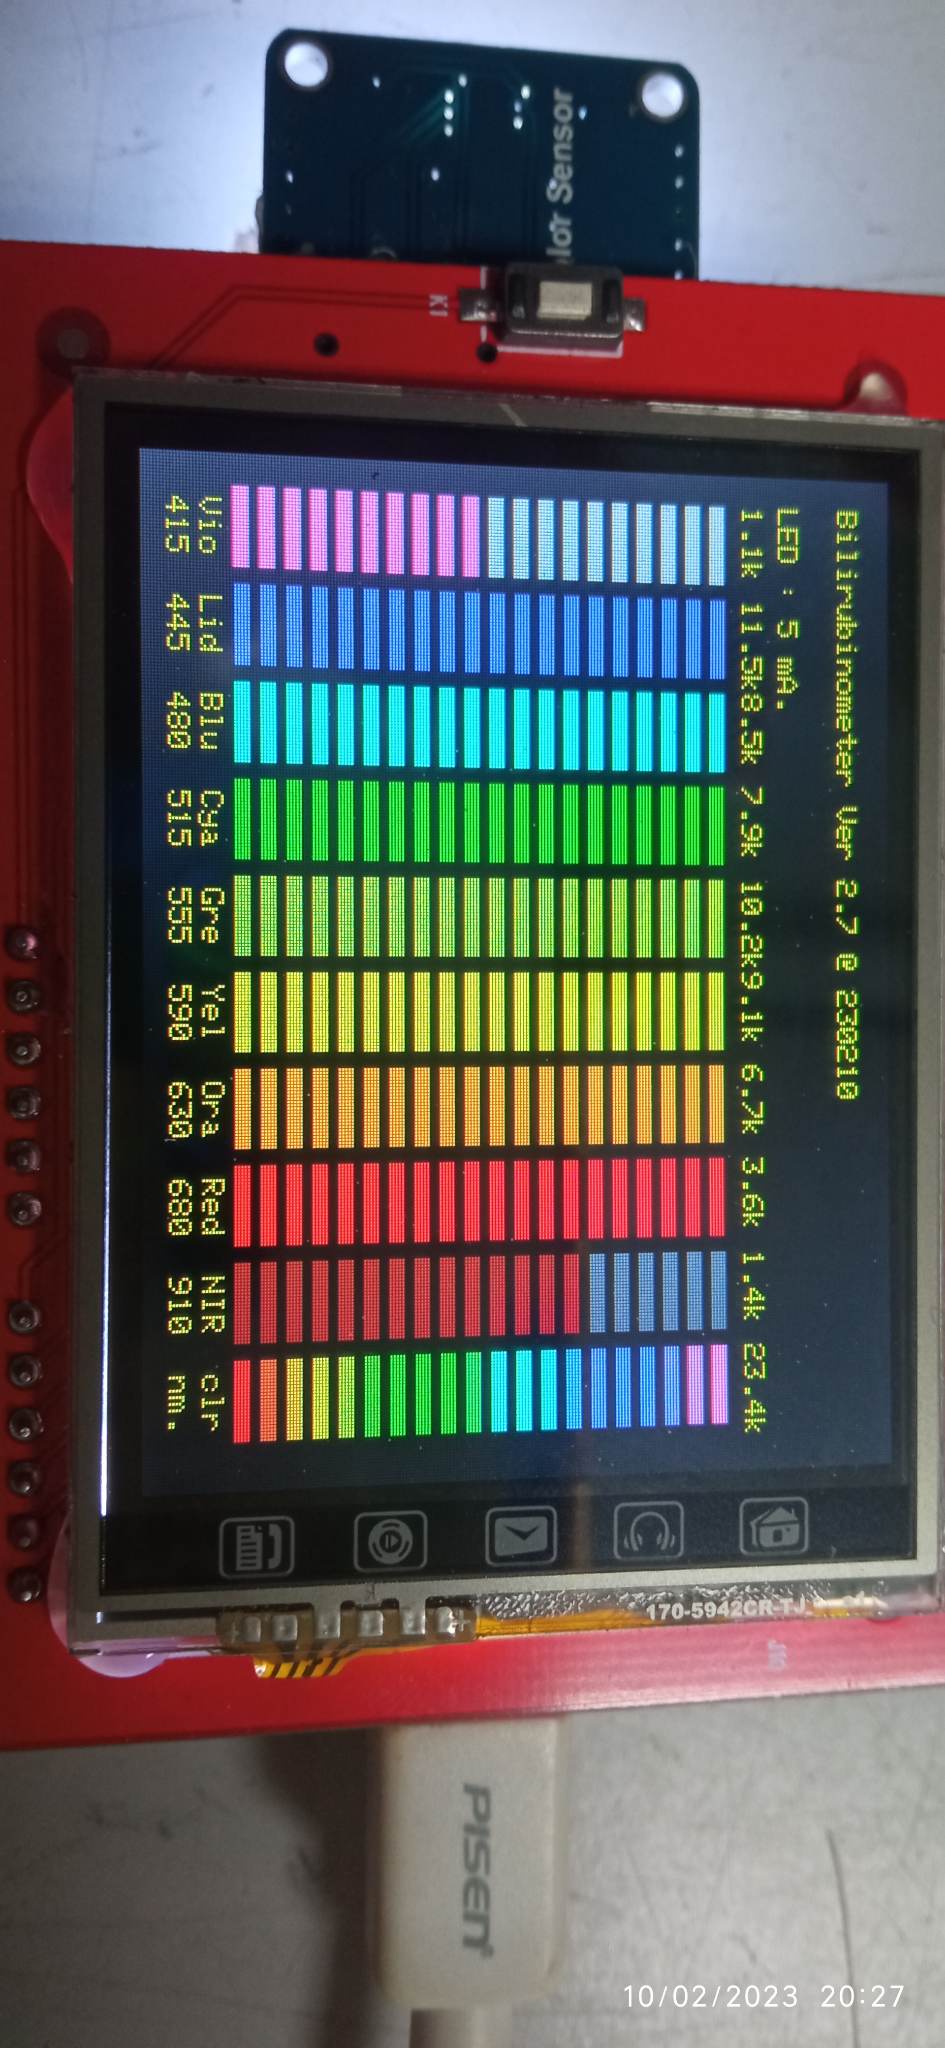 lor Sensor
K1
Bilirubinometer Ver 2.7 @ 230210
LED : 5 mA.
1.1k 11.5k8.5k 7.9k 10.2k9.1k 6.7k 3.6k 1.4k 23.4k
Vio Lid Blu Cya Gre Yel Ora Red NIR clr
415 445 480 515 555 590 630 680 910 nm.
170-5942CR-TJ
PISEN
10/02/2023 20:27